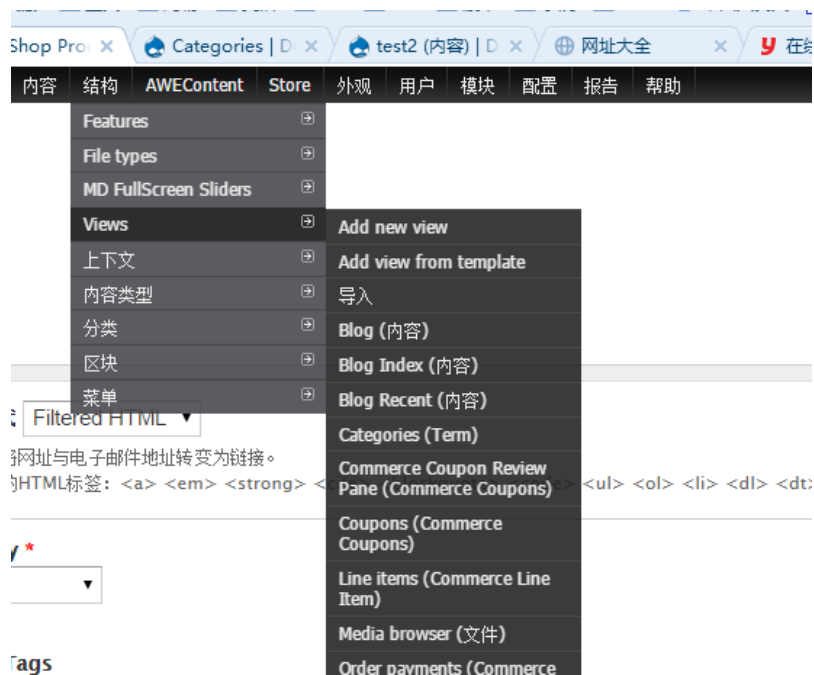 Shop Pro
Categories | D
test2 (内容) | D
网址大全
内容 结构 AWEContent Store 外观 用户 模块 配置 报告 帮助
Features
File types
MD FullScreen Sliders
Views
上下文
内容类型
分类
区块
菜单
Add new view
Add view from template
导入
Blog (内容)
Blog Index (内容)
Blog Recent (内容)
Categories (Term)
Commerce Coupon Review
Pane (Commerce Coupons)
Coupons (Commerce
Coupons)
Line items (Commerce Line
Item)
Media browser (文件)
Order payments (Commerce
Filtered HTML
网址与电子邮件地址转变为链接。
HTML标签: <a> <em> <strong> <ul> <ol> <li> <dl> <dt>
*
Tags